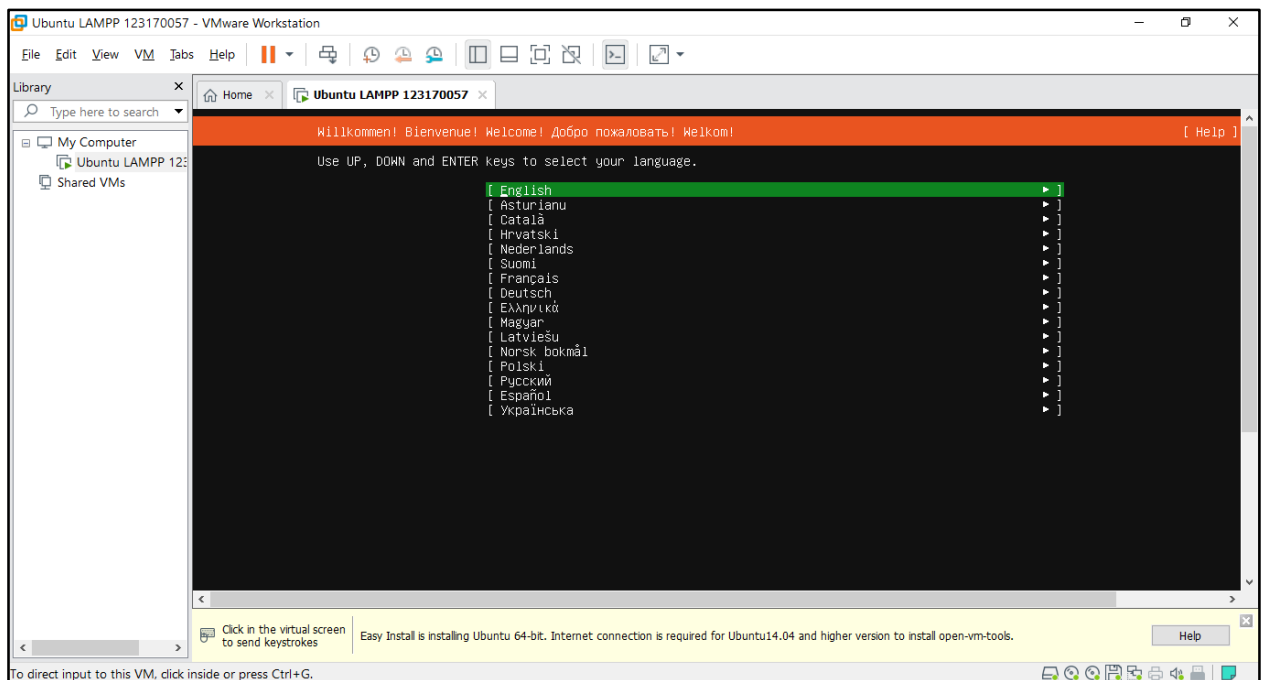 Ubuntu LAMPP 123170057 - VMware Workstation
File Edit View VM Tabs Help
Library
Home
Ubuntu LAMPP 123170057
Type here to search
My Computer
Ubuntu LAMPP 123
Shared VMs
Willkommen! Bienvenue! Welcome! Добро пожаловать! Welkom! [ Help ]
Use UP, DOWN and ENTER keys to select your language.
[ English ► ]
[ Asturianu ► ]
[ Català ► ]
[ Hrvatski ► ]
[ Nederlands ► ]
[ Suomi ► ]
[ Français ► ]
[ Deutsch ► ]
[ Ελληνικά ► ]
[ Magyar ► ]
[ Latviešu ► ]
[ Norsk bokmål ► ]
[ Polski ► ]
[ Русский ► ]
[ Español ► ]
[ Українська ► ]
Click in the virtual screen
to send keystrokes
Easy Install is installing Ubuntu 64-bit. Internet connection is required for Ubuntu14.04 and higher version to install open-vm-tools.
Help
To direct input to this VM, click inside or press Ctrl+G.